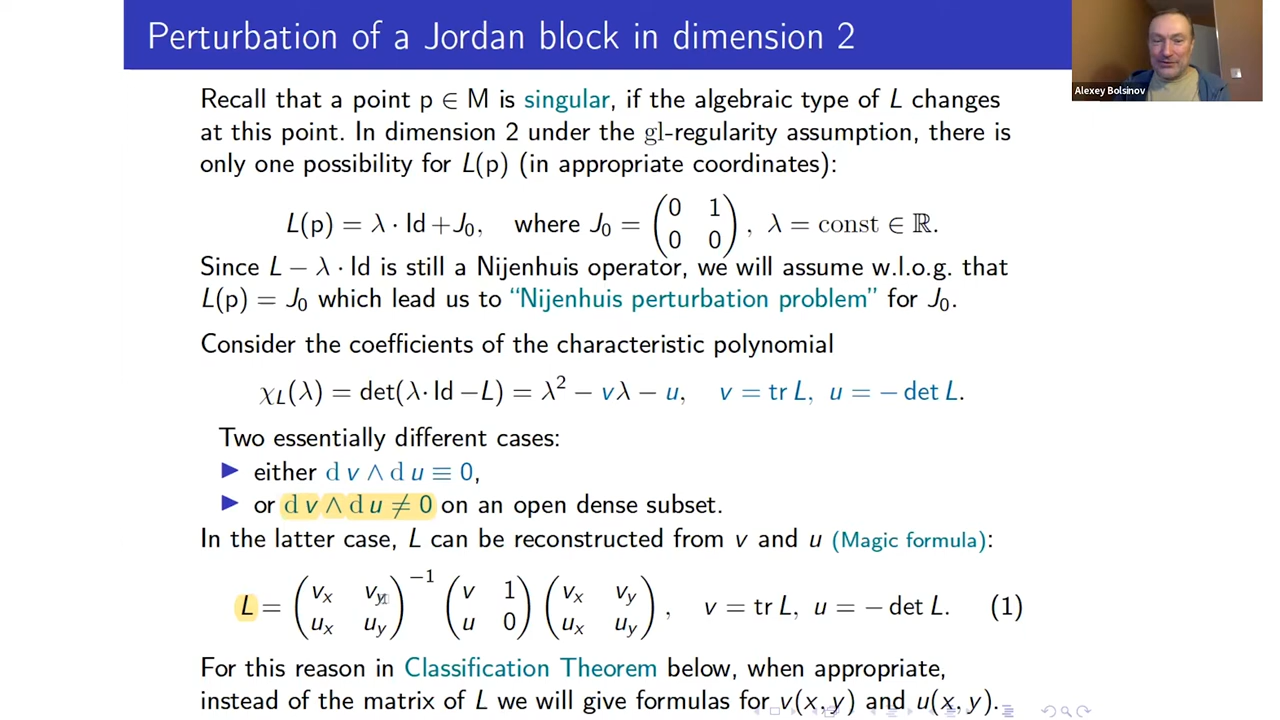 Perturbation of a Jordan block in dimension 2
Alexey Bolsinov
Recall that a point p ∈ M is singular, if the algebraic type of L changes
at this point. In dimension 2 under the gl-regularity assumption, there is
only one possibility for L(p) (in appropriate coordinates):
L(p) = λ · Id + J₀, where J₀ = (0 1; 0 0), λ = const ∈ ℝ.
Since L − λ · Id is still a Nijenhuis operator, we will assume w.l.o.g. that
L(p) = J₀ which lead us to “Nijenhuis perturbation problem” for J₀.
Consider the coefficients of the characteristic polynomial
χ_L(λ) = det(λ· Id −L) = λ² − vλ − u, v = tr L, u = − det L.
Two essentially different cases:
▶ either d v ∧ d u ≡ 0,
▶ or d v ∧ d u ≠ 0 on an open dense subset.
In the latter case, L can be reconstructed from v and u (Magic formula):
L = (v_x v_y; u_x u_y)⁻¹ (v 1; u 0) (v_x v_y; u_x u_y), v = tr L, u = − det L. (1)
For this reason in Classification Theorem below, when appropriate,
instead of the matrix of L we will give formulas for v(x, y) and u(x, y).